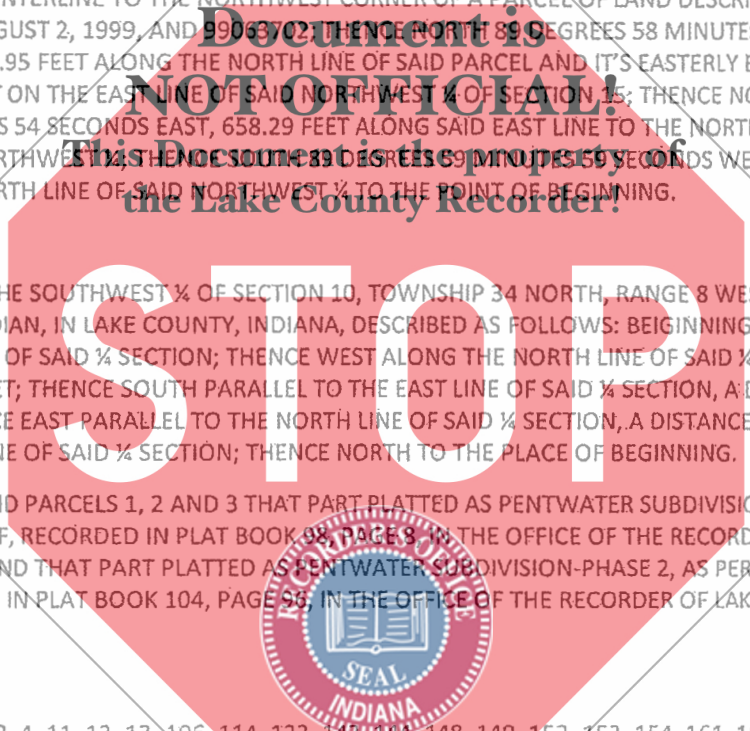 Document is
NOT OFFICIAL!
This Document is the property of
the Lake County Recorder!
STOP
GUST 2, 1999, AND 99063702; THENCE NORTH 89 DEGREES 58 MINUTE
.95 FEET ALONG THE NORTH LINE OF SAID PARCEL AND IT'S EASTERLY E
ON THE EAST LINE OF SAID NORTHWEST ¼ OF SECTION 15; THENCE NO
S 54 SECONDS EAST, 658.29 FEET ALONG SAID EAST LINE TO THE NORT
RTHWEST ¼; THENCE SOUTH 89 DEGREES 59 MINUTES 59 SECONDS WE
RTH LINE OF SAID NORTHWEST ¼ TO THE POINT OF BEGINNING.
HE SOUTHWEST ¼ OF SECTION 10, TOWNSHIP 34 NORTH, RANGE 8 WES
IAN, IN LAKE COUNTY, INDIANA, DESCRIBED AS FOLLOWS: BEIGINNING
OF SAID ¼ SECTION; THENCE WEST ALONG THE NORTH LINE OF SAID ¼
ET; THENCE SOUTH PARALLEL TO THE EAST LINE OF SAID ¼ SECTION, A D
CE EAST PARALLEL TO THE NORTH LINE OF SAID ¼ SECTION, A DISTANCE
NE OF SAID ¼ SECTION; THENCE NORTH TO THE PLACE OF BEGINNING.
D PARCELS 1, 2 AND 3 THAT PART PLATTED AS PENTWATER SUBDIVISIO
F, RECORDED IN PLAT BOOK 98, PAGE 8, IN THE OFFICE OF THE RECORD
ND THAT PART PLATTED AS PENTWATER SUBDIVISION-PHASE 2, AS PER
IN PLAT BOOK 104, PAGE 96, IN THE OFFICE OF THE RECORDER OF LAK
RECORDER'S OFFICE
SEAL
INDIANA